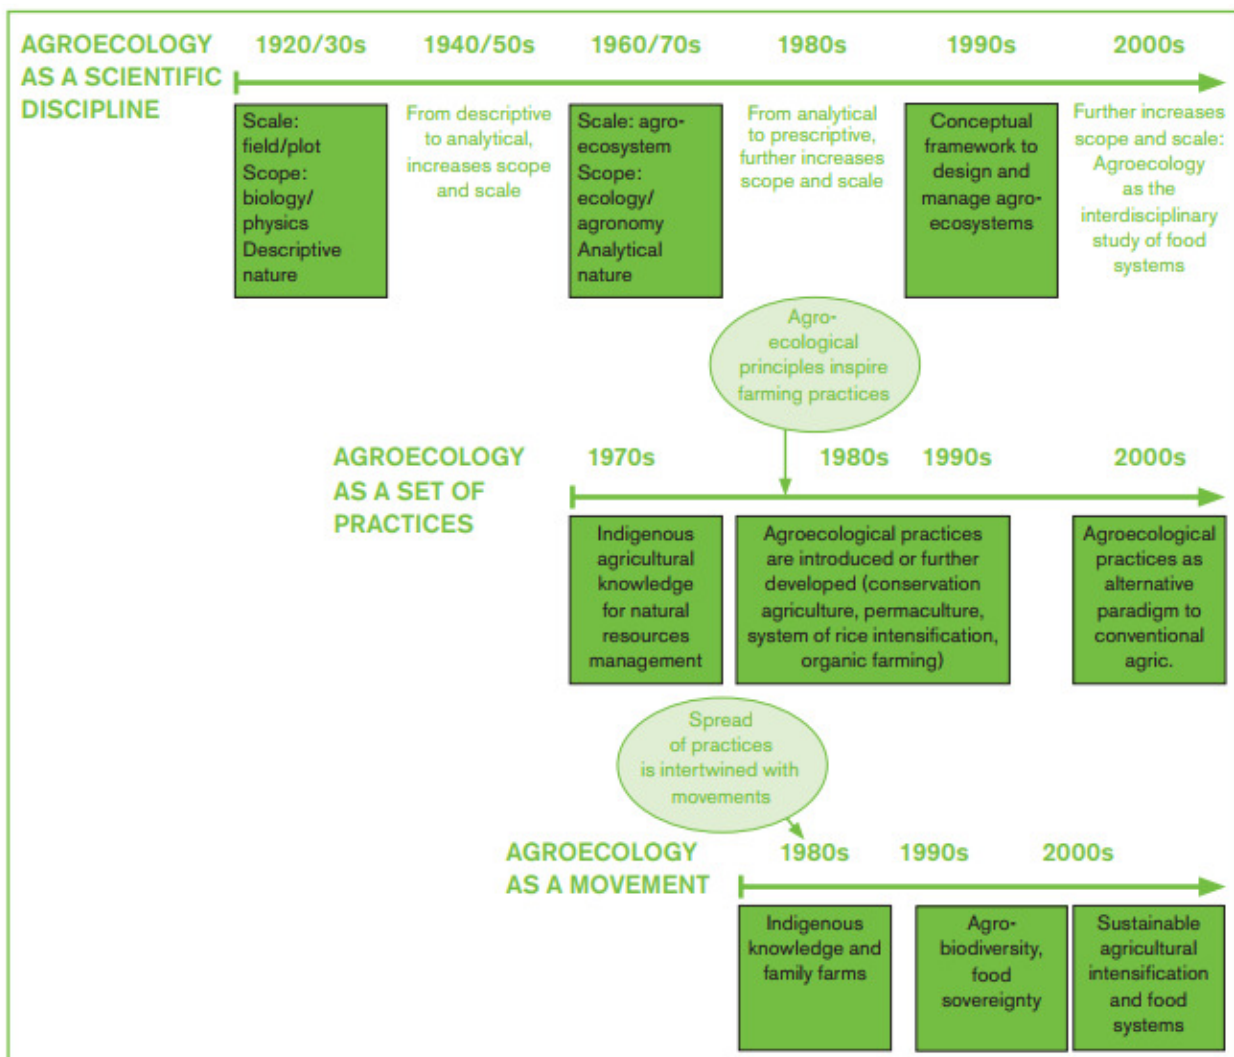 AGROECOLOGY
AS A SCIENTIFIC
DISCIPLINE
1920/30s
1940/50s
1960/70s
1980s
1990s
2000s
Scale:
field/plot
Scope:
biology/
physics
Descriptive
nature
From descriptive
to analytical,
increases scope
and scale
Scale: agro-
ecosystem
Scope:
ecology/
agronomy
Analytical
nature
From analytical
to prescriptive,
further increases
scope and scale
Conceptual
framework to
design and
manage agro-
ecosystems
Further increases
scope and scale:
Agroecology
as the
interdisciplinary
study of food
systems
Agro-
ecological
principles inspire
farming practices
AGROECOLOGY
AS A SET OF
PRACTICES
1970s
1980s
1990s
2000s
Indigenous
agricultural
knowledge
for natural
resources
management
Agroecological practices
are introduced or further
developed (conservation
agriculture, permaculture,
system of rice intensification,
organic farming)
Agroecological
practices as
alternative
paradigm to
conventional
agric.
Spread
of practices
is intertwined with
movements
AGROECOLOGY
AS A MOVEMENT
1980s
1990s
2000s
Indigenous
knowledge and
family farms
Agro-
biodiversity,
food
sovereignty
Sustainable
agricultural
intensification
and food
systems